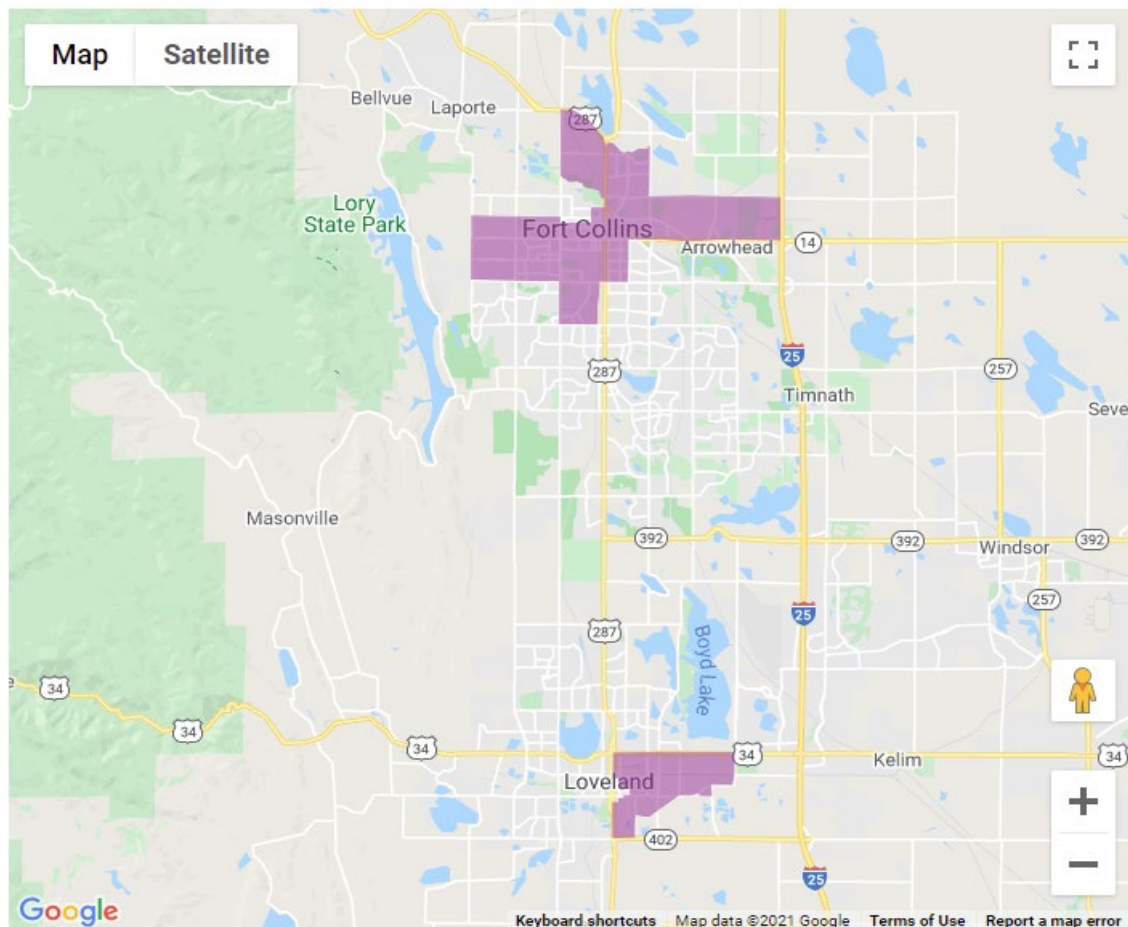 Map
Satellite
Bellvue
Laporte
287
Lory
State Park
Fort Collins
Arrowhead
14
25
287
257
Timnath
Seve
Masonville
392
392
392
Windsor
257
25
287
Boyd Lake
e
34
34
34
34
34
Kelim
Loveland
402
25
Google
Keyboard shortcuts
Map data ©2021 Google
Terms of Use
Report a map error